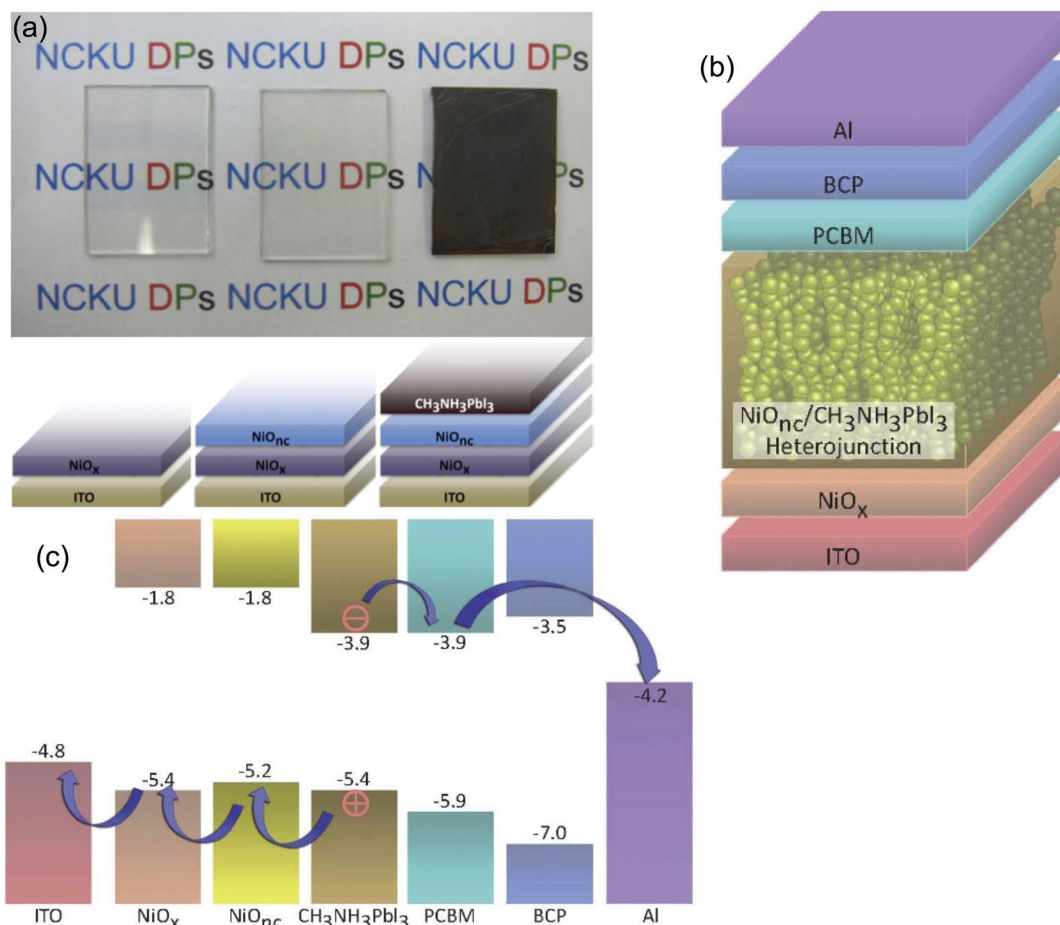 (a)
NCKU DPs NCKU DPs NCKU DPs
NCKU DPs NCKU DPs NCKU DPs
NCKU DPs NCKU DPs NCKU DPs
NiOx
ITO
NiOnc
NiOx
ITO
CH3NH3PbI3
NiOnc
NiOx
ITO
(b)
Al
BCP
PCBM
NiOnc/CH3NH3PbI3
Heterojunction
NiOx
ITO
(c)
-1.8
-1.8
-3.9
-3.9
-3.5
-4.2
-4.8
-5.4
-5.2
-5.4
-5.9
-7.0
ITO NiOx NiOnc CH3NH3PbI3 PCBM BCP Al